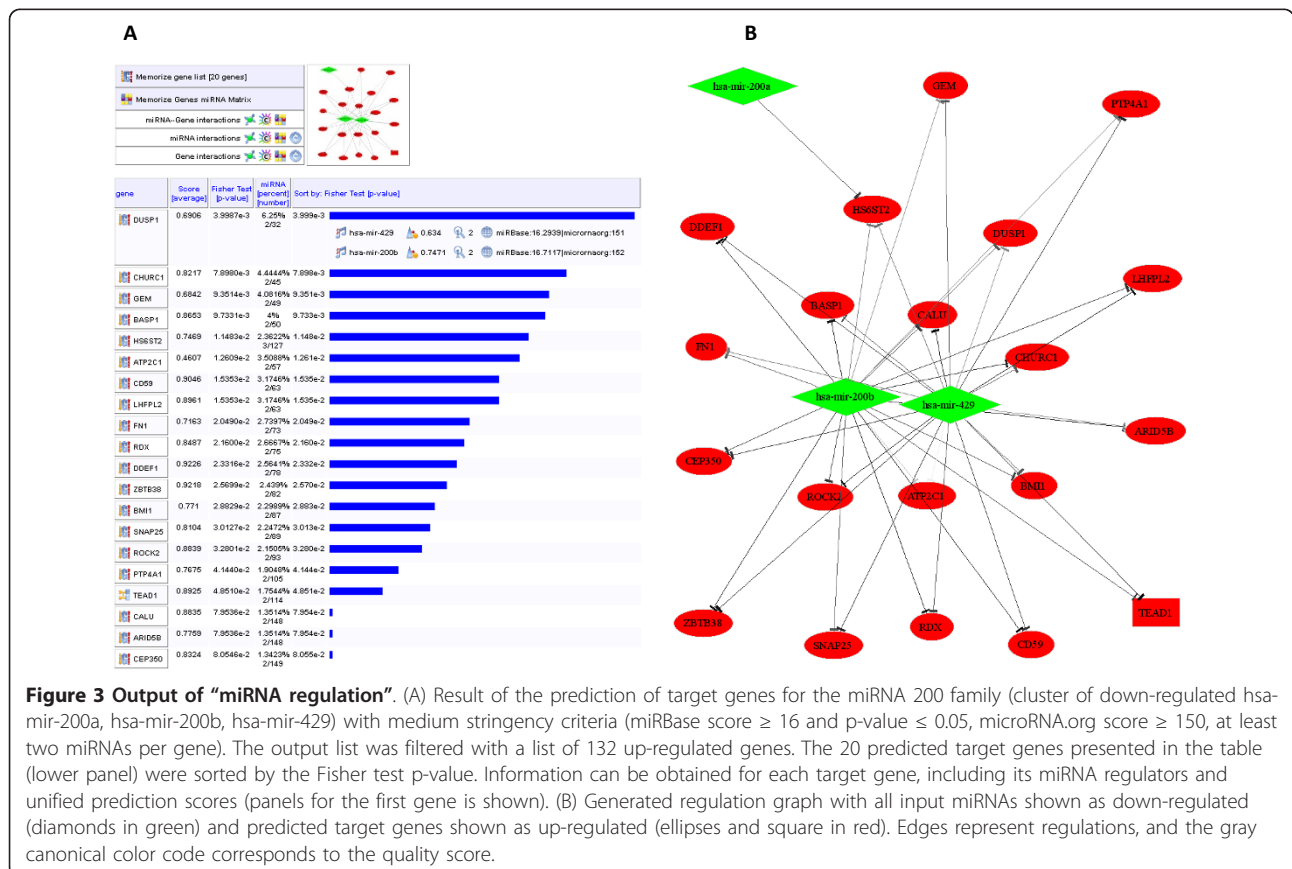 A
B
Memorize gene list [20 genes]
Memorize Genes miRNA Matrix
miRNA--Gene interactions
miRNA interactions
Gene interactions
gene Score [average] Fisher Test [p-value] miRNA [percent] [number] Sort by: Fisher Test [p-value]
DUSP1 0.6906 3.9987e-3 6.25% 2/32 3.999e-3
hsa-mir-429 0.634 2 miRBase:16.2939|micrornaorg:151
hsa-mir-200b 0.7471 2 miRBase:16.7117|micrornaorg:152
CHURC1 0.8217 7.8980e-3 4.4444% 2/45 7.898e-3
GEM 0.6842 9.3514e-3 4.0816% 2/49 9.351e-3
BASP1 0.8653 9.7331e-3 4% 2/50 9.733e-3
HS6ST2 0.7469 1.1483e-2 2.3622% 3/127 1.148e-2
ATP2C1 0.4607 1.2609e-2 3.5088% 2/57 1.261e-2
CD59 0.9046 1.5353e-2 3.1746% 2/63 1.535e-2
LHFPL2 0.8961 1.5353e-2 3.1746% 2/63 1.535e-2
FN1 0.7163 2.0490e-2 2.7397% 2/73 2.049e-2
RDX 0.8487 2.1600e-2 2.6667% 2/75 2.160e-2
DDEF1 0.9226 2.3316e-2 2.5641% 2/78 2.332e-2
ZBTB38 0.9218 2.5699e-2 2.439% 2/82 2.570e-2
BMI1 0.771 2.8829e-2 2.2989% 2/87 2.883e-2
SNAP25 0.8104 3.0127e-2 2.2472% 2/89 3.013e-2
ROCK2 0.8839 3.2801e-2 2.1505% 2/93 3.280e-2
PTP4A1 0.7675 4.1440e-2 1.9048% 2/105 4.144e-2
TEAD1 0.8925 4.8510e-2 1.7544% 2/114 4.851e-2
CALU 0.8835 7.9536e-2 1.3514% 2/148 7.954e-2
ARID5B 0.7759 7.9536e-2 1.3514% 2/148 7.954e-2
CEP350 0.8324 8.0546e-2 1.3423% 2/149 8.055e-2
hsa-mir-200a
GEM
PTP4A1
HS6ST2
DDEF1
DUSP1
LHFPL2
BASP1
CALU
FN1
CHURC1
hsa-mir-200b
hsa-mir-429
ARID5B
CEP350
BMI1
ROCK2
ATP2C1
TEAD1
ZBTB38
RDX
SNAP25
CD59
Figure 3 Output of “miRNA regulation”. (A) Result of the prediction of target genes for the miRNA 200 family (cluster of down-regulated hsa-
mir-200a, hsa-mir-200b, hsa-mir-429) with medium stringency criteria (miRBase score ≥ 16 and p-value ≤ 0.05, microRNA.org score ≥ 150, at least
two miRNAs per gene). The output list was filtered with a list of 132 up-regulated genes. The 20 predicted target genes presented in the table
(lower panel) were sorted by the Fisher test p-value. Information can be obtained for each target gene, including its miRNA regulators and
unified prediction scores (panels for the first gene is shown). (B) Generated regulation graph with all input miRNAs shown as down-regulated
(diamonds in green) and predicted target genes shown as up-regulated (ellipses and square in red). Edges represent regulations, and the gray
canonical color code corresponds to the quality score.